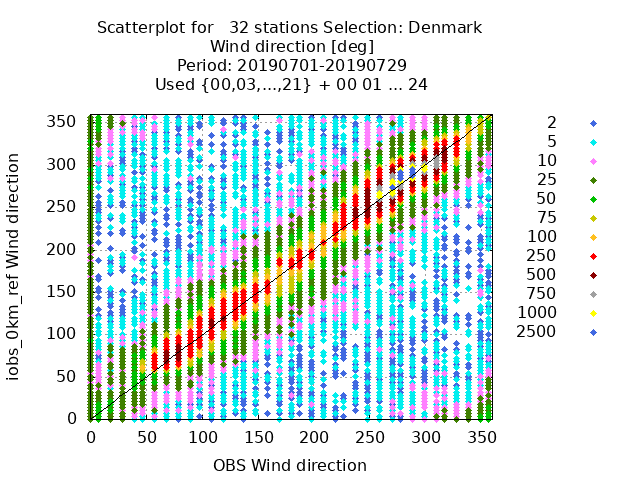 Scatterplot for   32 stations Selection: Denmark
Wind direction [deg]
Period: 20190701-20190729
Used {00,03,...,21} + 00 01 ... 24
iobs_0km_ref Wind direction
350
300
250
200
150
100
50
0
0 50 100 150 200 250 300 350
OBS Wind direction
2
5
10
25
50
75
100
250
500
750
1000
2500